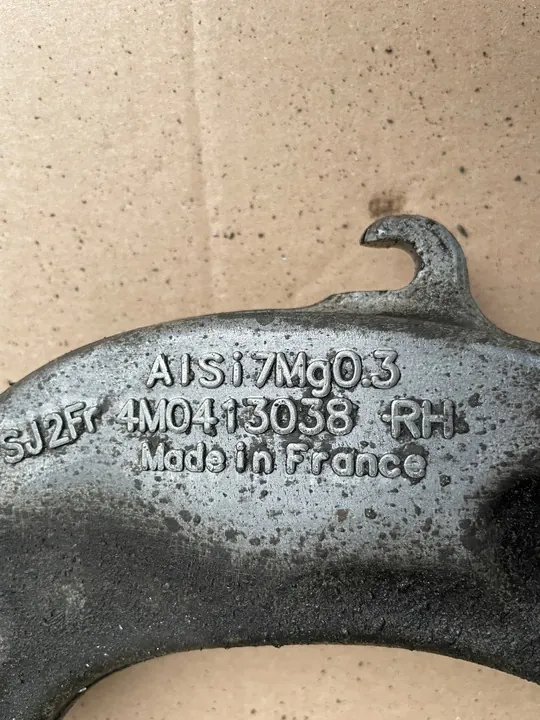 AlSi7Mg0.3
SJ2Fr 4M0413038 RH
Made in France